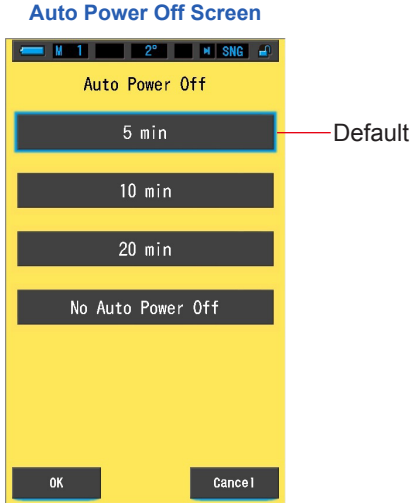 Auto Power Off Screen
M 1 2° SNG
Auto Power Off
5 min
Default
10 min
20 min
No Auto Power Off
OK Cancel